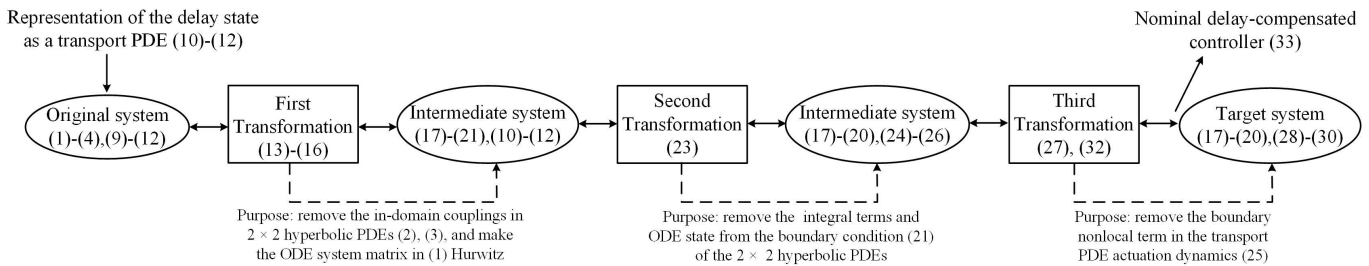 Representation of the delay state
as a transport PDE (10)-(12)
Nominal delay-compensated
controller (33)
Original system
(1)-(4),(9)-(12)
First
Transformation
(13)-(16)
Intermediate system
(17)-(21),(10)-(12)
Second
Transformation
(23)
Intermediate system
(17)-(20),(24)-(26)
Third
Transformation
(27), (32)
Target system
(17)-(20),(28)-(30)
Purpose: remove the in-domain couplings in
2 × 2 hyperbolic PDEs (2), (3), and make
the ODE system matrix in (1) Hurwitz
Purpose: remove the integral terms and
ODE state from the boundary condition (21)
of the 2 × 2 hyperbolic PDEs
Purpose: remove the boundary
nonlocal term in the transport
PDE actuation dynamics (25)